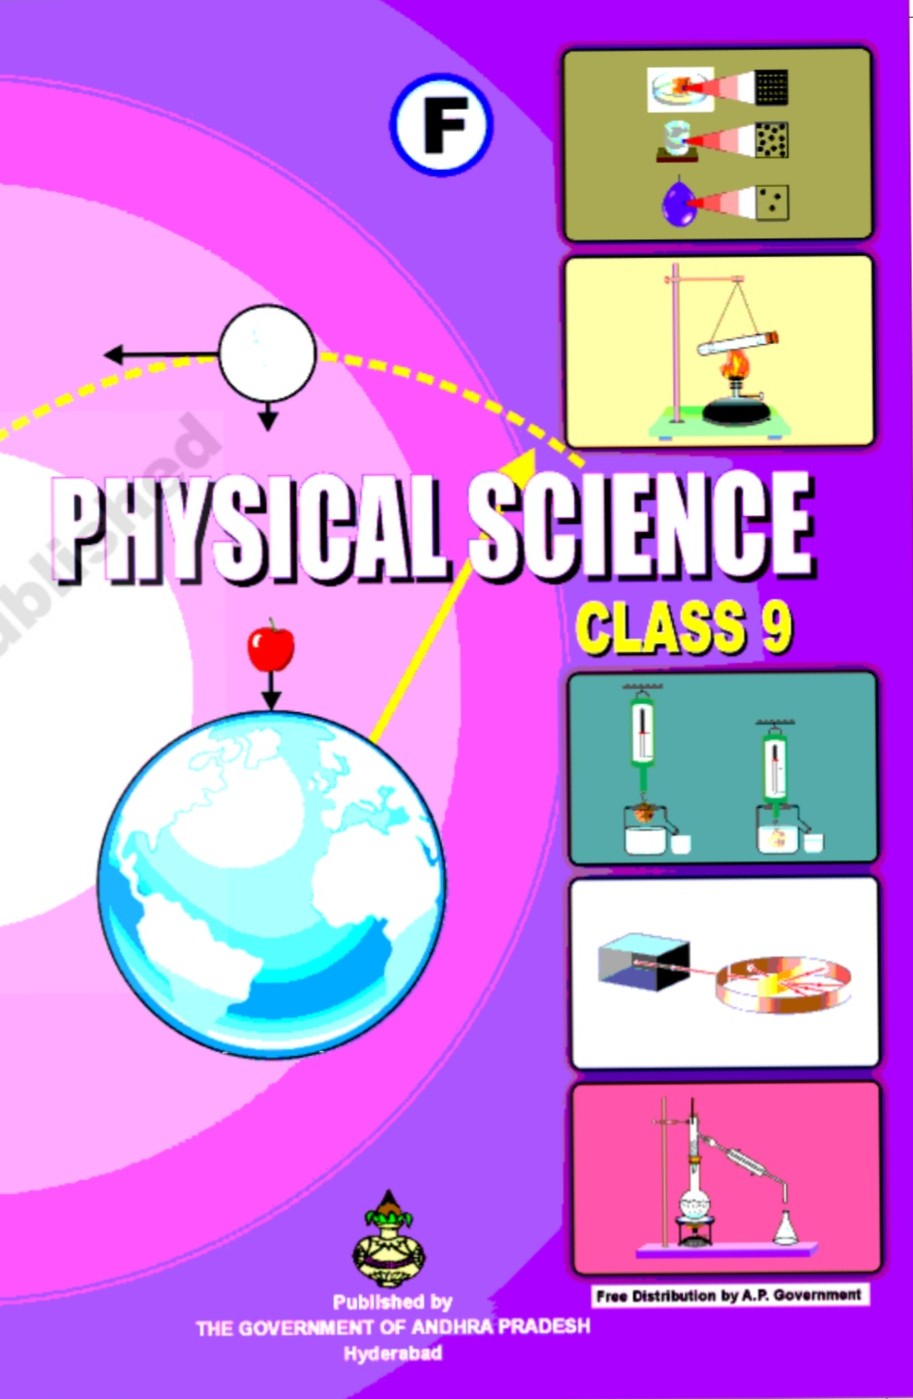 F
PHYSICAL SCIENCE
CLASS 9
Free Distribution by A.P. Government
Published by
THE GOVERNMENT OF ANDHRA PRADESH
Hyderabad